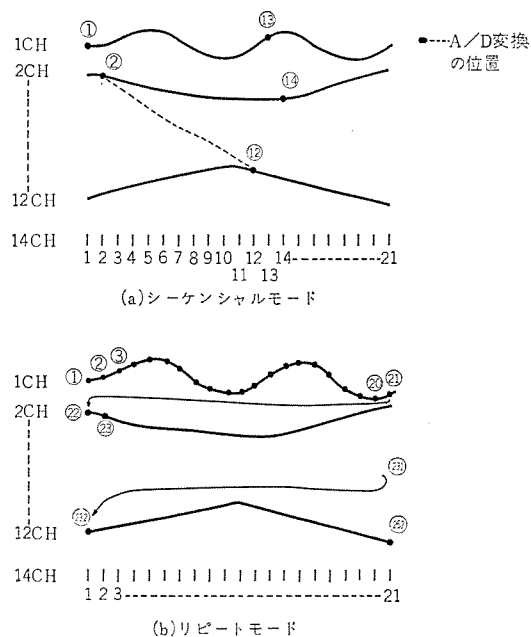 ① ⑬ ●---A/D変換
1CH の位置
2CH ② ⑭
⑫
12CH
14CH
1 2 3 4 5 6 7 8 9 10 12 14 21
11 13
(a)シーケンシャルモード
① ② ③ ⑳ ㉑
1CH
2CH
㉒ ㉓
(231)
(232) (252)
12CH
14CH
1 2 3 21
(b)リピートモード